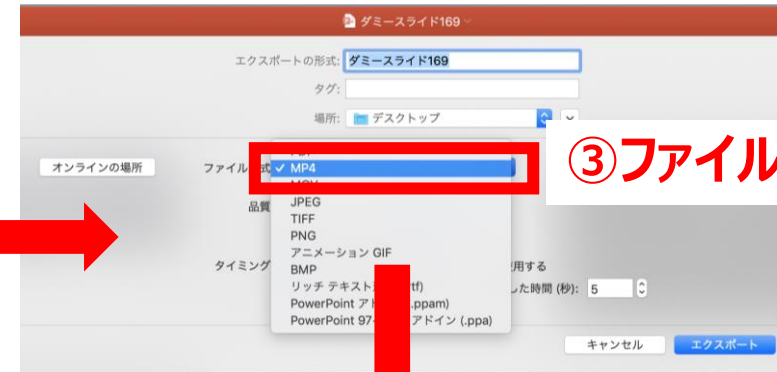 ダミースライド169
エクスポートの形式: ダミースライド169
タグ:
場所: デスクトップ
③ファイル
オンラインの場所
ファイル 式 ✓ MP4
品質
JPEG
TIFF
PNG
アニメーション GIF
タイミング
BMP
用する
リッチ テキスト tf)
した時間 (秒): 5
PowerPoint ア .ppam)
PowerPoint 97- アドイン (.ppa)
キャンセル
エクスポート